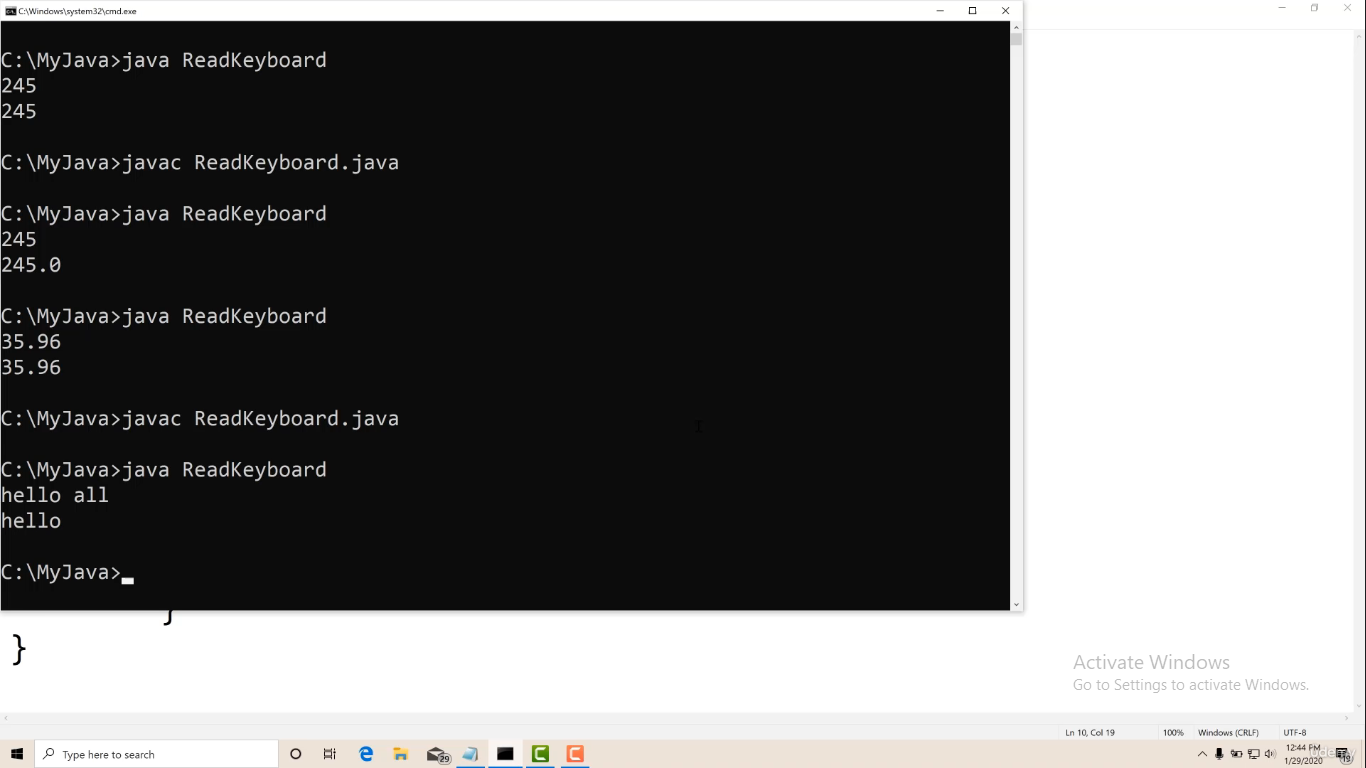 C:\Windows\system32\cmd.exe
C:\MyJava>java ReadKeyboard
245
245
C:\MyJava>javac ReadKeyboard.java
C:\MyJava>java ReadKeyboard
245
245.0
C:\MyJava>java ReadKeyboard
35.96
35.96
C:\MyJava>javac ReadKeyboard.java
C:\MyJava>java ReadKeyboard
hello all
hello
C:\MyJava>
}
}
Activate Windows
Go to Settings to activate Windows.
Ln 10, Col 19 100% Windows (CRLF) UTF-8
Type here to search
29
12:44 PM
1/29/2020
udemy
19